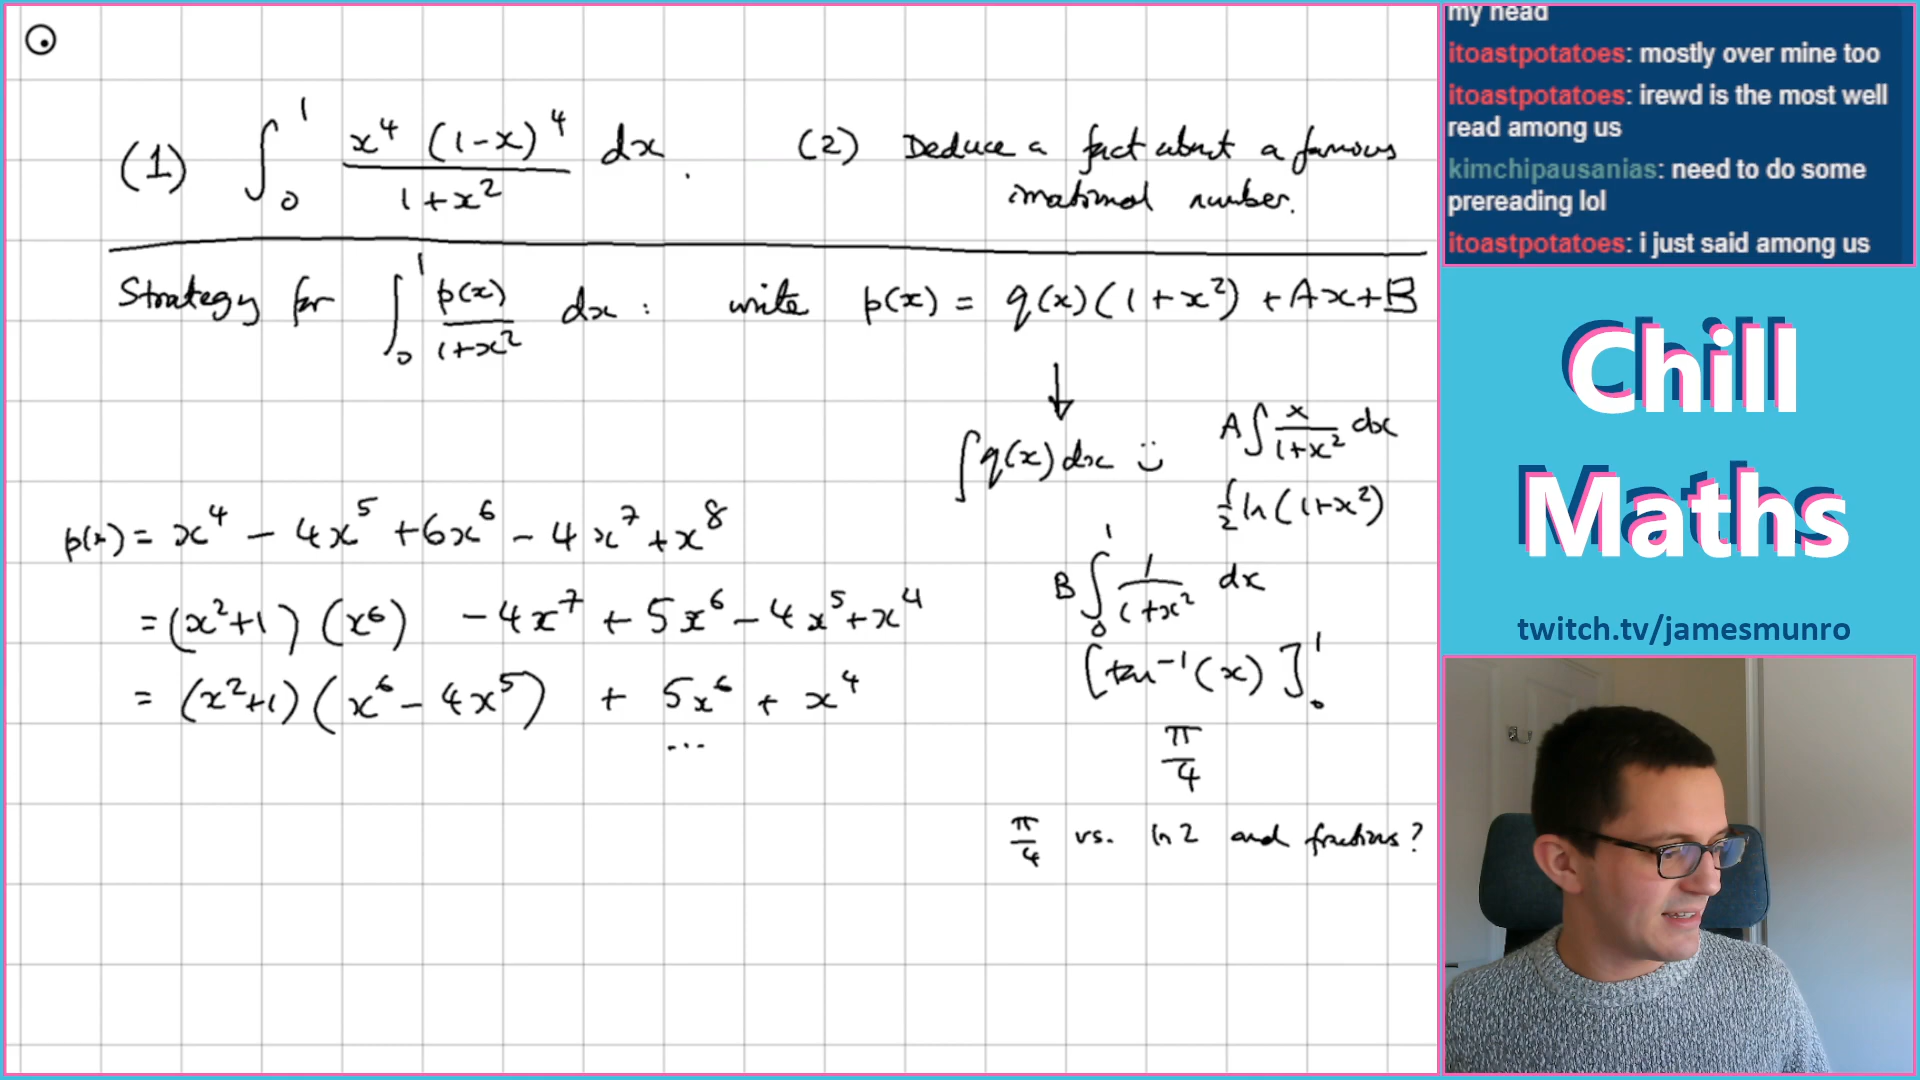 (1) ∫₀¹ x⁴ (1-x)⁴ / 1+x² dx . (2) Deduce a fact about a famous
irrational number.
Strategy for ∫₀¹ p(x) / 1+x² dx : write p(x) = q(x)(1+x²) + Ax+B
↓
∫q(x)dx ☺ A∫ x / 1+x² dx
½ ln(1+x²)
p(x) = x⁴ - 4x⁵ + 6x⁶ - 4x⁷ + x⁸
B∫₀¹ 1 / 1+x² dx
= (x²+1) (x⁶) - 4x⁷ + 5x⁶ - 4x⁵ + x⁴
[tan⁻¹(x)]₀¹
= (x²+1)(x⁶ - 4x⁵) + 5x⁶ + x⁴
...
π/4
π/4 vs. ln 2 and fractions?
my head
itoastpotatoes: mostly over mine too
itoastpotatoes: irewd is the most well
read among us
kimchipausanias: need to do some
prereading lol
itoastpotatoes: i just said among us
Chill
Maths
twitch.tv/jamesmunro